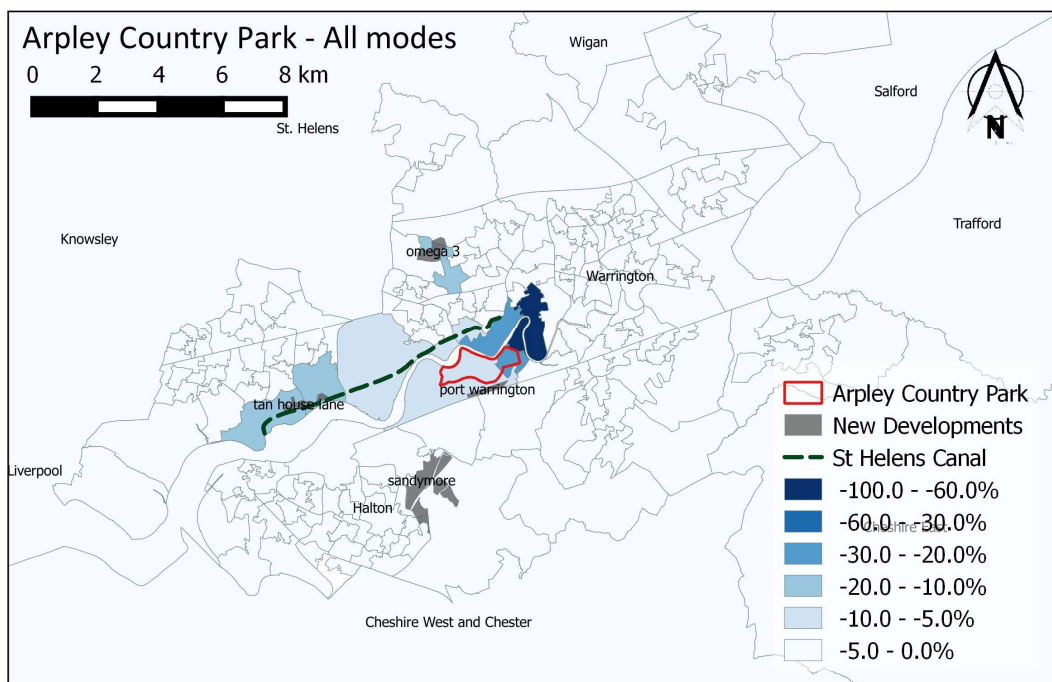 Arpley Country Park - All modes
0 2 4 6 8 km
Wigan
Salford
N
St. Helens
Trafford
Knowsley
omega 3
Warrington
port warrington
tan house lane
Liverpool
sandymore
Halton
Cheshire West and Chester
Cheshire East
Arpley Country Park
New Developments
St Helens Canal
-100.0 - -60.0%
-60.0 - -30.0%
-30.0 - -20.0%
-20.0 - -10.0%
-10.0 - -5.0%
-5.0 - 0.0%